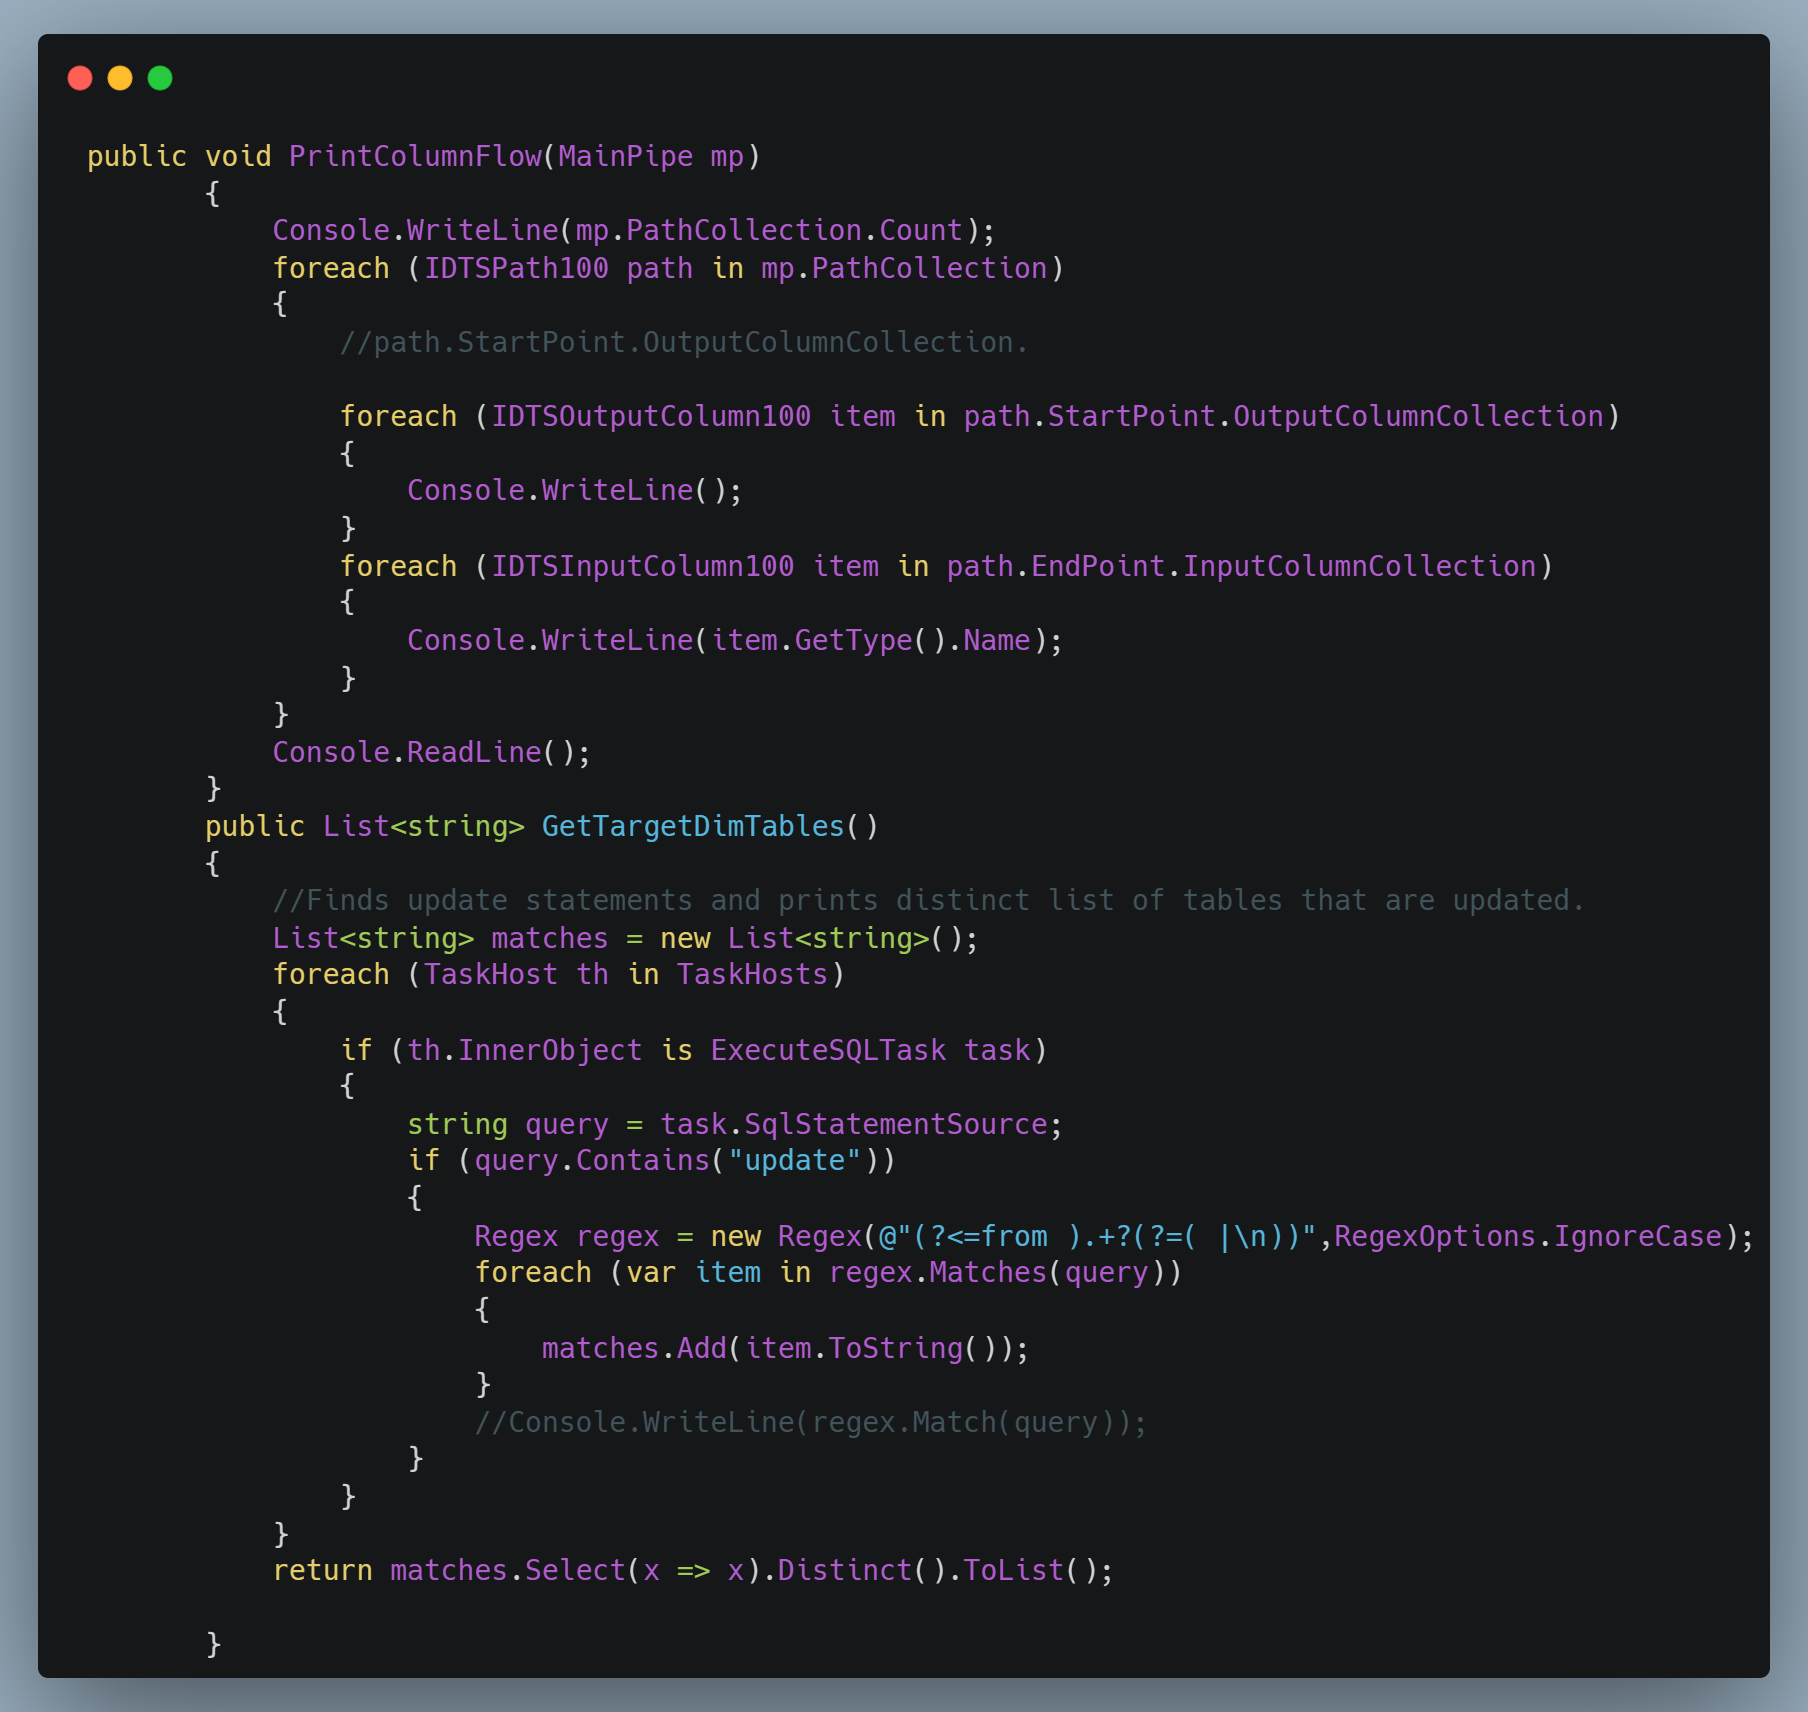 public void PrintColumnFlow(MainPipe mp)
        {
            Console.WriteLine(mp.PathCollection.Count);
            foreach (IDTSPath100 path in mp.PathCollection)
            {
                //path.StartPoint.OutputColumnCollection.

                foreach (IDTSOutputColumn100 item in path.StartPoint.OutputColumnCollection)
                {
                    Console.WriteLine();
                }
                foreach (IDTSInputColumn100 item in path.EndPoint.InputColumnCollection)
                {
                    Console.WriteLine(item.GetType().Name);
                }
            }
            Console.ReadLine();
        }
        public List<string> GetTargetDimTables()
        {
            //Finds update statements and prints distinct list of tables that are updated.
            List<string> matches = new List<string>();
            foreach (TaskHost th in TaskHosts)
            {
                if (th.InnerObject is ExecuteSQLTask task)
                {
                    string query = task.SqlStatementSource;
                    if (query.Contains("update"))
                    {
                        Regex regex = new Regex(@"(?<=from ).+?(?=( |\n))",RegexOptions.IgnoreCase);
                        foreach (var item in regex.Matches(query))
                        {
                            matches.Add(item.ToString());
                        }
                        //Console.WriteLine(regex.Match(query));
                    }
                }
            }
            return matches.Select(x => x).Distinct().ToList();

        }